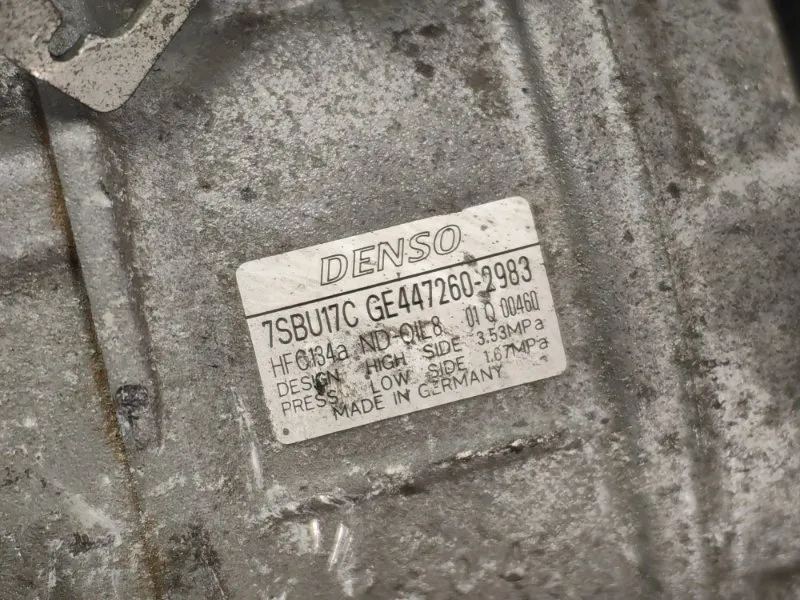 DENSO
7SBU17C GE447260-2983
HFC134a ND-OIL8 01 Q 00460
DESIGN HIGH SIDE 3.53MPa
PRESS. LOW SIDE 1.67MPa
MADE IN GERMANY